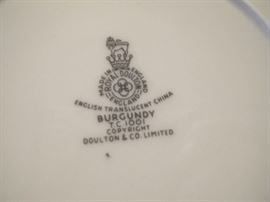 MADE IN ENGLAND
ROYAL DOULTON
ENGLAND
ENGLISH TRANSLUCENT CHINA
BURGUNDY
T.C. 1001
COPYRIGHT
DOULTON & CO. LIMITED